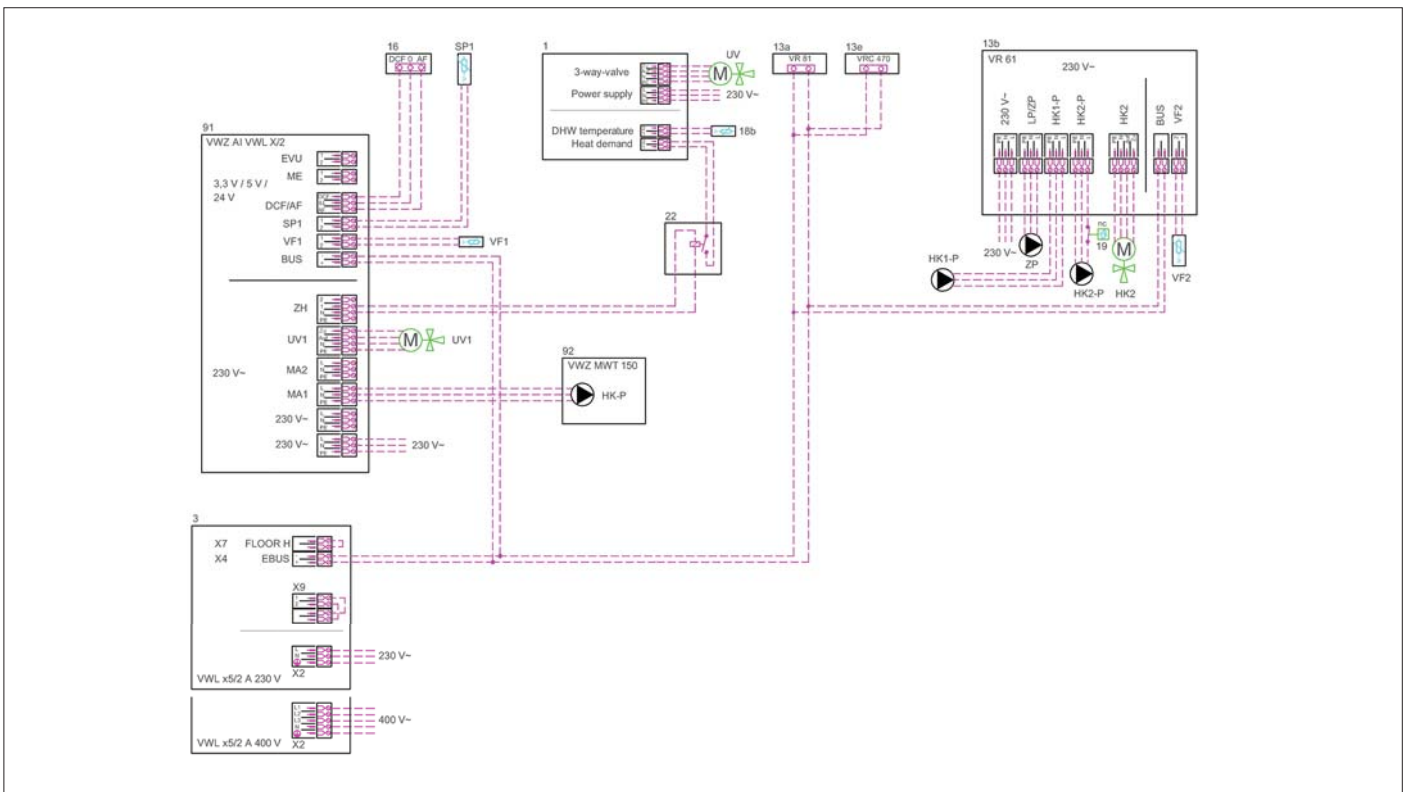 16
DCF O AF
SP1
1
3-way-valve
Power supply
UV
M
230 V~
DHW temperature
Heat demand
18b
13a
VR 81
13e
VRC 470
13b
VR 61
230 V~
230 V~
LP/ZP
HK1-P
HK2-P
HK2
BUS
VF2
230 V~
ZP
HK1-P
HK2-P
19
M
HK2
VF2
91
VWZ AI VWL X/2
EVU
ME
3,3 V / 5 V /
24 V
DCF/AF
SP1
VF1
VF1
BUS
22
ZH
UV1
M
UV1
230 V~
MA2
MA1
230 V~
230 V~
230 V~
92
VWZ MWT 150
HK-P
3
X7 FLOOR H
X4 EBUS
X9
X2
230 V~
VWL x5/2 A 230 V
L1
L2
L3
400 V~
X2
VWL x5/2 A 400 V